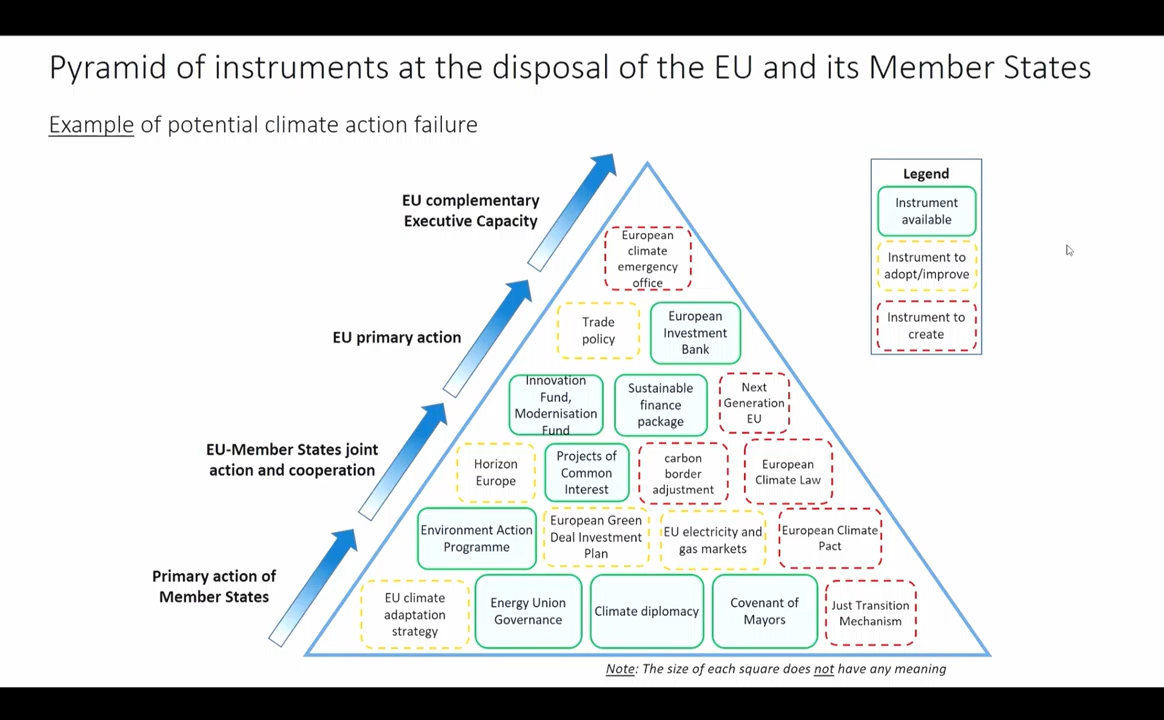 Pyramid of instruments at the disposal of the EU and its Member States
Example of potential climate action failure
EU complementary
Executive Capacity
EU primary action
EU-Member States joint
action and cooperation
Primary action of
Member States
European
climate
emergency
office
Trade
policy
European
Investment
Bank
Innovation
Fund,
Modernisation
Fund
Sustainable
finance
package
Next
Generation
EU
Horizon
Europe
Projects of
Common
Interest
carbon
border
adjustment
European
Climate Law
Environment Action
Programme
European Green
Deal Investment
Plan
EU electricity and
gas markets
European Climate
Pact
EU climate
adaptation
strategy
Energy Union
Governance
Climate diplomacy
Covenant of
Mayors
Just Transition
Mechanism
Legend
Instrument
available
Instrument to
adopt/improve
Instrument to
create
Note: The size of each square does not have any meaning